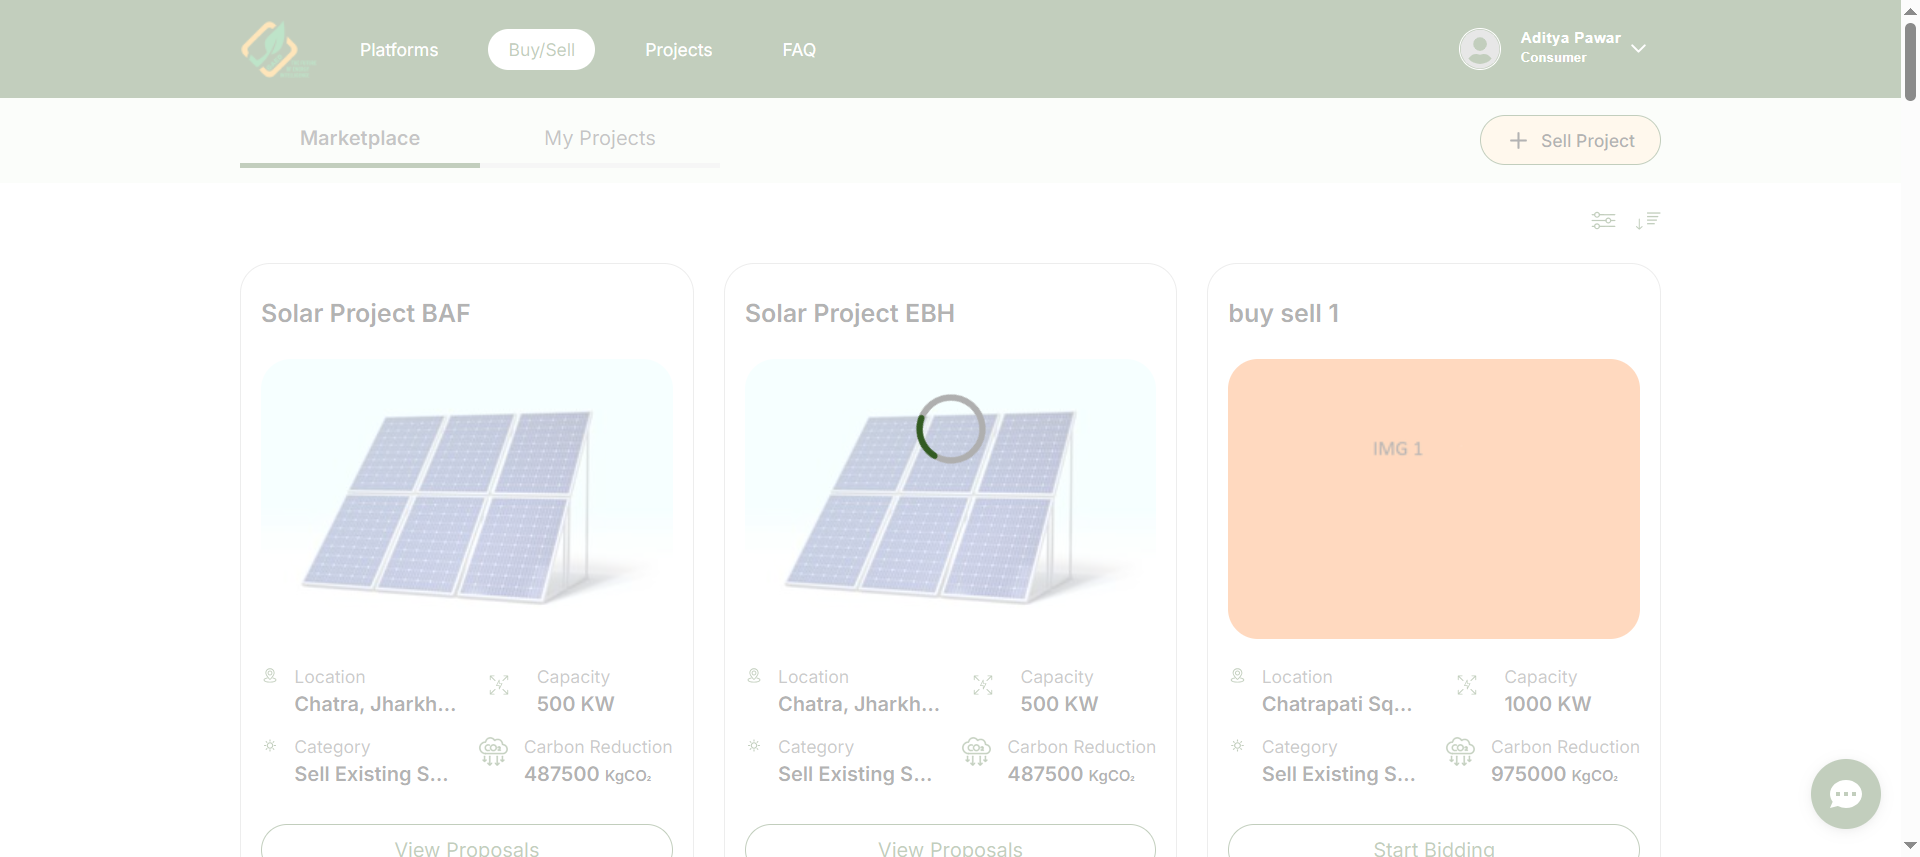 Platforms
Buy/Sell
Projects
FAQ
Aditya Pawar
Consumer
Marketplace
My Projects
Sell Project
Solar Project BAF
Solar Project EBH
buy sell 1
IMG 1
Location
Chatra, Jharkh...
Capacity
500 KW
Category
Sell Existing S...
Carbon Reduction
487500 KgCO₂
View Proposals
Location
Chatra, Jharkh...
Capacity
500 KW
Category
Sell Existing S...
Carbon Reduction
487500 KgCO₂
View Proposals
Location
Chatrapati Sq...
Capacity
1000 KW
Category
Sell Existing S...
Carbon Reduction
975000 KgCO₂
Start Bidding